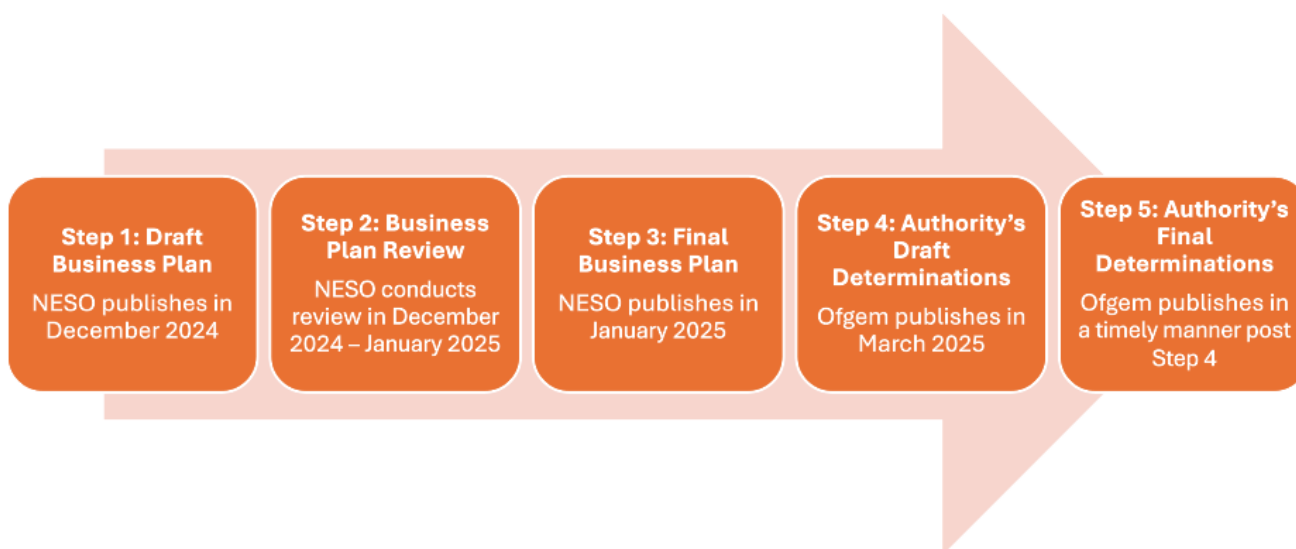 Step 1: Draft
Business Plan
NESO publishes in
December 2024
Step 2: Business
Plan Review
NESO conducts
review in December
2024 – January 2025
Step 3: Final
Business Plan
NESO publishes in
January 2025
Step 4: Authority’s
Draft
Determinations
Ofgem publishes in
March 2025
Step 5: Authority’s
Final
Determinations
Ofgem publishes in
a timely manner post
Step 4